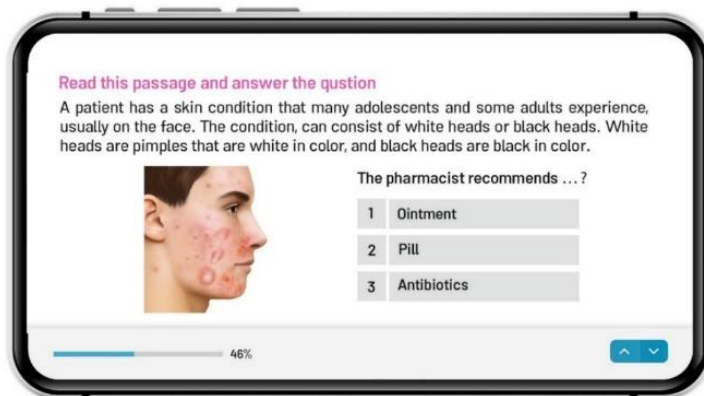 Read this passage and answer the qustion
A patient has a skin condition that many adolescents and some adults experience,
usually on the face. The condition, can consist of white heads or black heads. White
heads are pimples that are white in color, and black heads are black in color.
The pharmacist recommends ...?
1 Ointment
2 Pill
3 Antibiotics
46%